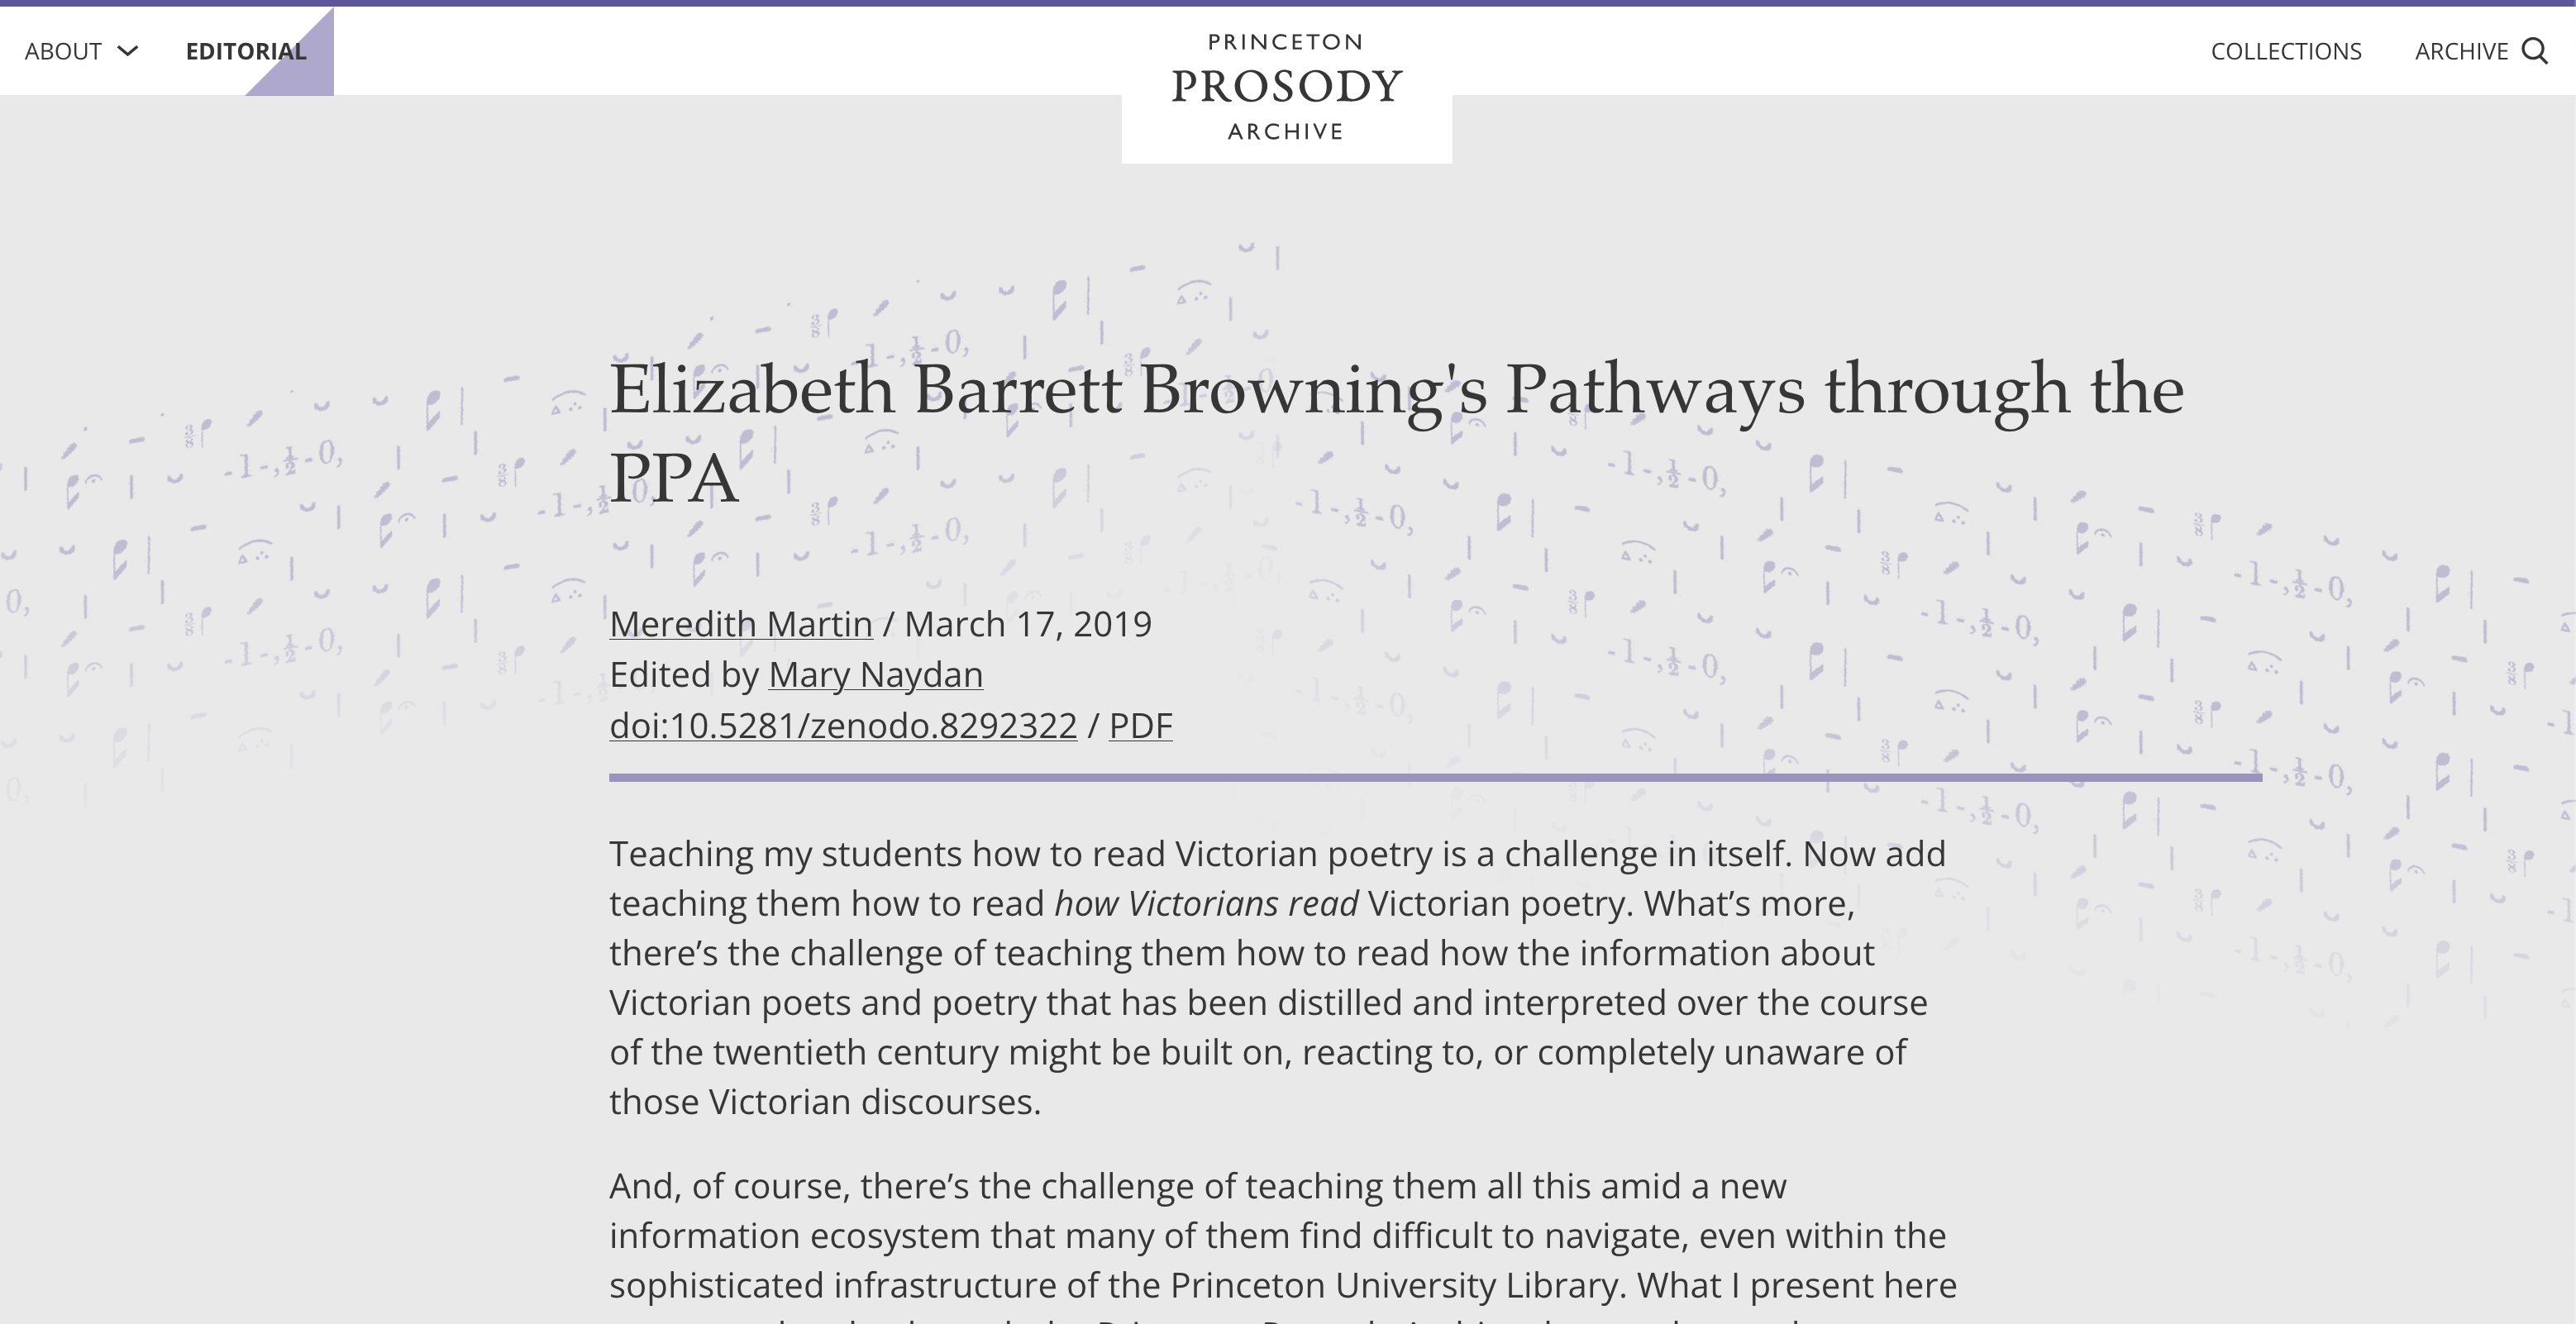 ABOUT
EDITORIAL
PRINCETON
PROSODY
ARCHIVE
COLLECTIONS
ARCHIVE
Elizabeth Barrett Browning's Pathways through the
PPA
Meredith Martin / March 17, 2019
Edited by Mary Naydan
doi:10.5281/zenodo.8292322 / PDF
Teaching my students how to read Victorian poetry is a challenge in itself. Now add
teaching them how to read how Victorians read Victorian poetry. What’s more,
there’s the challenge of teaching them how to read how the information about
Victorian poets and poetry that has been distilled and interpreted over the course
of the twentieth century might be built on, reacting to, or completely unaware of
those Victorian discourses.
And, of course, there’s the challenge of teaching them all this amid a new
information ecosystem that many of them find difficult to navigate, even within the
sophisticated infrastructure of the Princeton University Library. What I present here